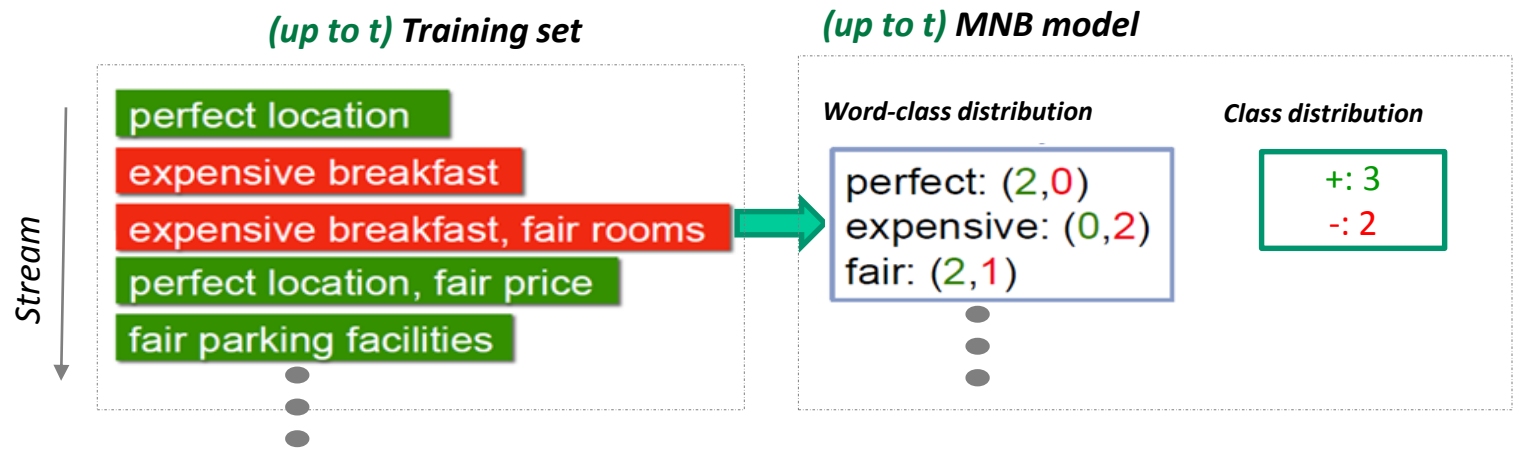 (up to t) Training set
Stream
perfect location
expensive breakfast
expensive breakfast, fair rooms
perfect location, fair price
fair parking facilities
(up to t) MNB model
Word-class distribution
perfect: (2,0)
expensive: (0,2)
fair: (2,1)
Class distribution
+: 3
-: 2